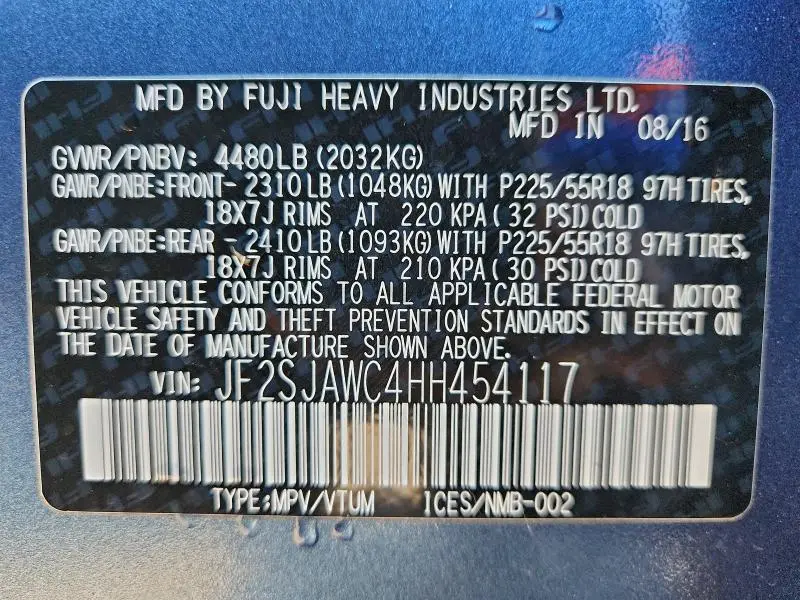 MFD BY FUJI HEAVY INDUSTRIES LTD.
MFD IN 08/16
GVWR/PNBV: 4480LB (2032KG)
GAWR/PNBE:FRONT- 2310LB (1048KG) WITH P225/55R18 97H TIRES,
18X7J RIMS AT 220 KPA( 32 PSI) COLD
GAWR/PNBE:REAR - 2410LB (1093KG) WITH P225/55R18 97H TIRES,
18X7J RIMS AT 210 KPA( 30 PSI) COLD
THIS VEHICLE CONFORMS TO ALL APPLICABLE FEDERAL MOTOR
VEHICLE SAFETY AND THEFT PREVENTION STANDARDS IN EFFECT ON
THE DATE OF MANUFACTURE SHOWN ABOVE.
VIN: JF2SJAWC4HH454117
TYPE:MPV/VTUM ICES/NMB-002